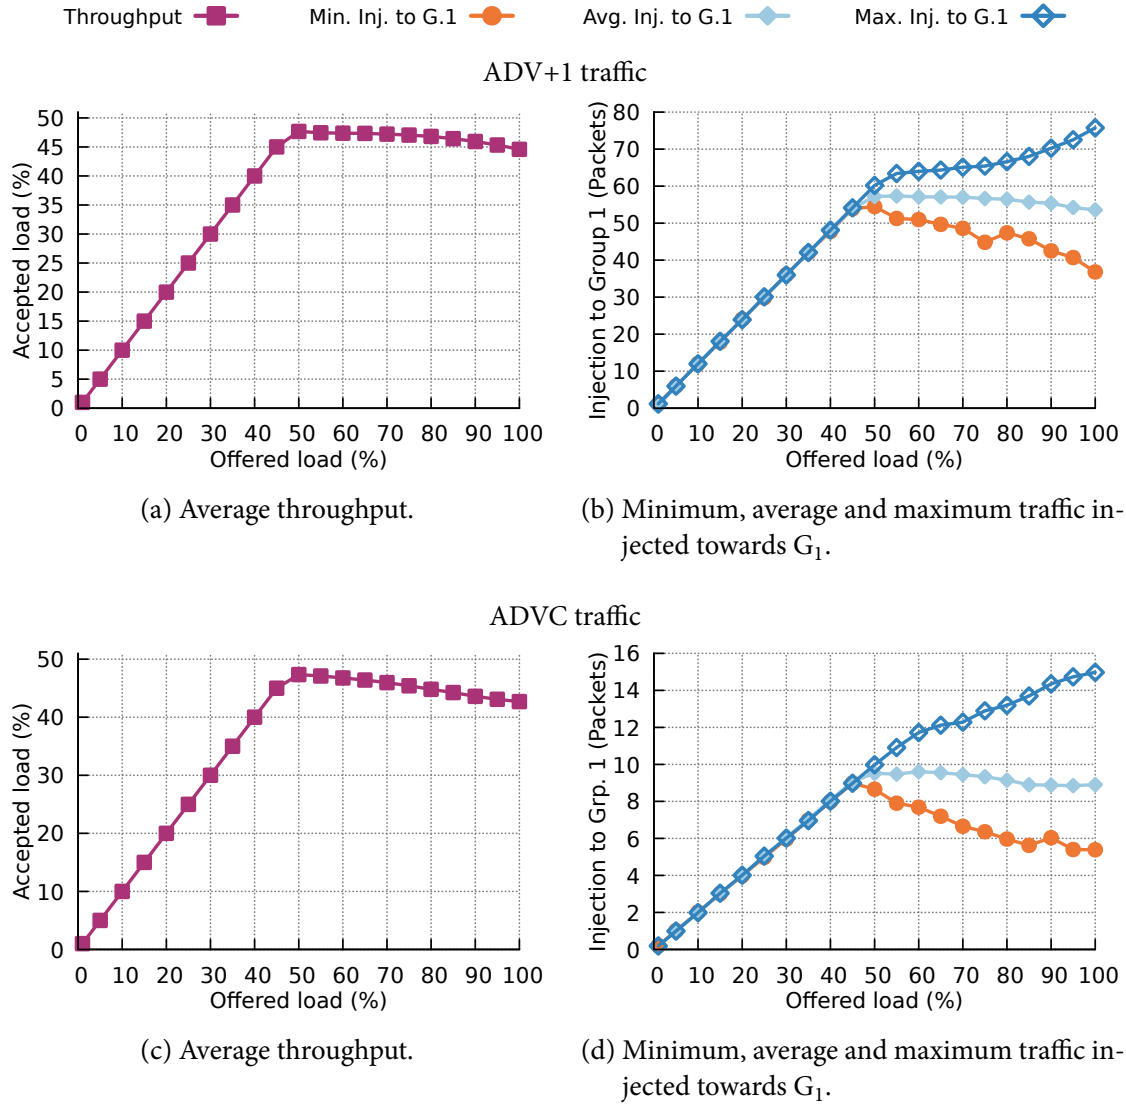 Throughput Min. Inj. to G.1 Avg. Inj. to G.1 Max. Inj. to G.1
ADV+1 traffic
Accepted load (%)
50
45
40
35
30
25
20
15
10
5
0
0 10 20 30 40 50 60 70 80 90 100
Offered load (%)
(a) Average throughput.
Injection to Group 1 (Packets)
80
70
60
50
40
30
20
10
0
0 10 20 30 40 50 60 70 80 90 100
Offered load (%)
(b) Minimum, average and maximum traffic in-
jected towards G₁.
ADVC traffic
Accepted load (%)
50
40
30
20
10
0
0 10 20 30 40 50 60 70 80 90 100
Offered load (%)
(c) Average throughput.
Injection to Grp. 1 (Packets)
16
14
12
10
8
6
4
2
0
0 10 20 30 40 50 60 70 80 90 100
Offered load (%)
(d) Minimum, average and maximum traffic in-
jected towards G₁.